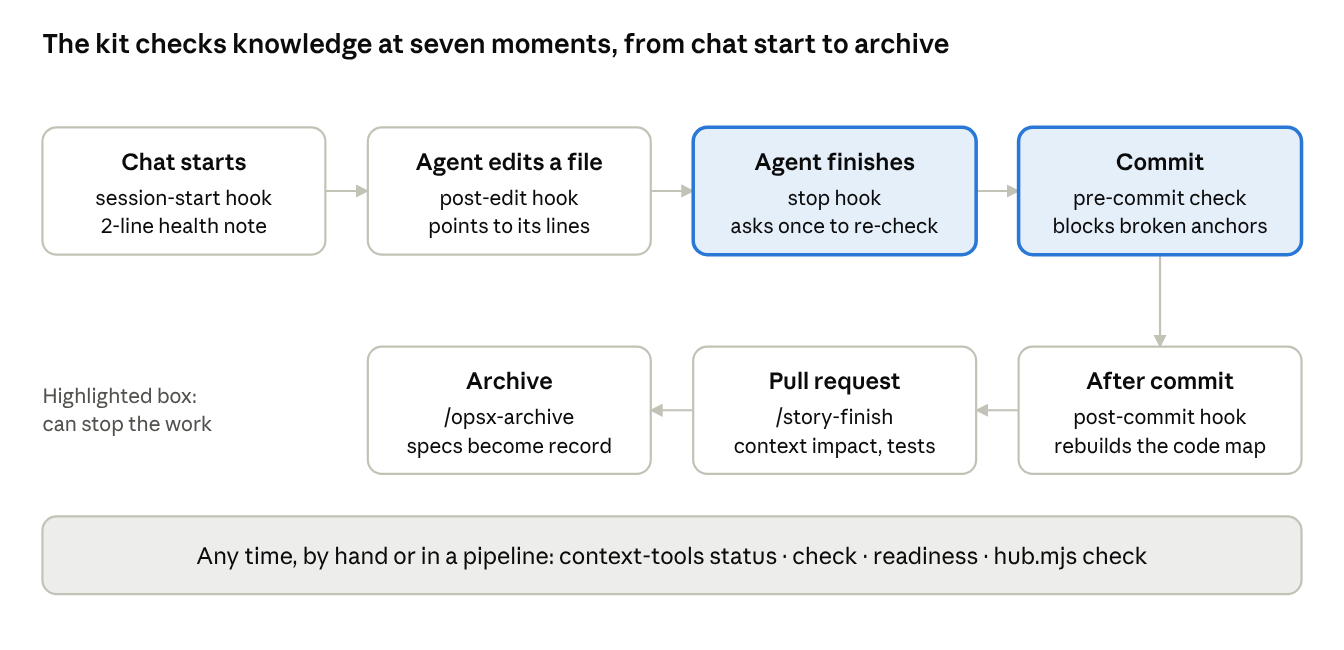 The kit checks knowledge at seven moments, from chat start to archive
Chat starts
session-start hook
2-line health note
Agent edits a file
post-edit hook
points to its lines
Agent finishes
stop hook
asks once to re-check
Commit
pre-commit check
blocks broken anchors
Highlighted box:
can stop the work
Archive
/opsx-archive
specs become record
Pull request
/story-finish
context impact, tests
After commit
post-commit hook
rebuilds the code map
Any time, by hand or in a pipeline: context-tools status · check · readiness · hub.mjs check